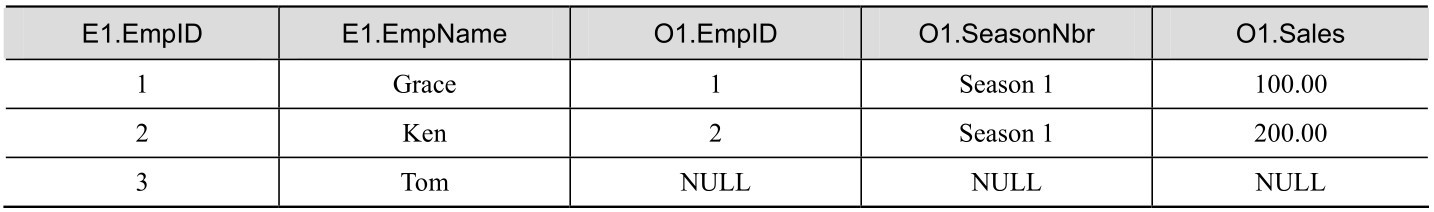 E1.EmpID E1.EmpName O1.EmpID O1.SeasonNbr O1.Sales
1 Grace 1 Season 1 100.00
2 Ken 2 Season 1 200.00
3 Tom NULL NULL NULL